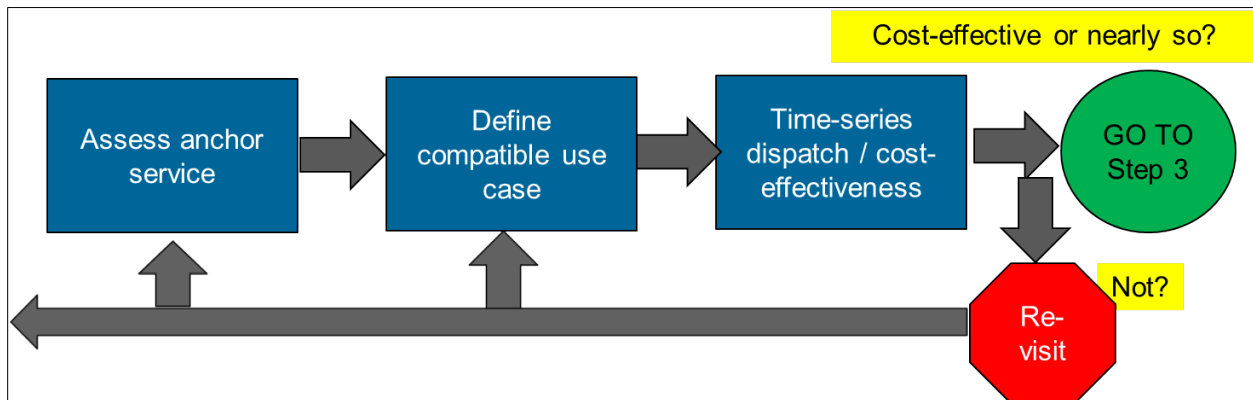 Cost-effective or nearly so?
Assess anchor
service
Define
compatible use
case
Time-series
dispatch / cost-
effectiveness
GO TO
Step 3
Not?
Re-
visit